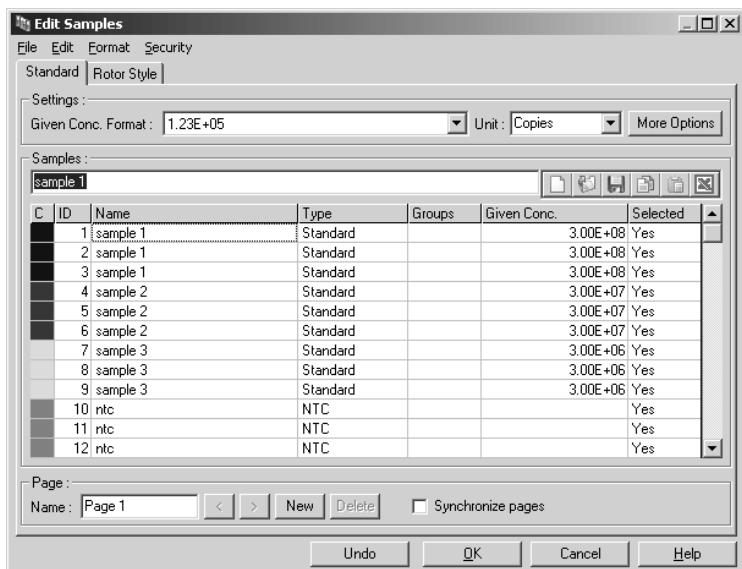 Edit Samples
File Edit Format Security
Standard Rotor Style
Settings :
Given Conc. Format : 1.23E+05 Unit : Copies More Options
Samples :
sample 1
C ID Name Type Groups Given Conc. Selected
1 sample 1 Standard 3.00E+08 Yes
2 sample 1 Standard 3.00E+08 Yes
3 sample 1 Standard 3.00E+08 Yes
4 sample 2 Standard 3.00E+07 Yes
5 sample 2 Standard 3.00E+07 Yes
6 sample 2 Standard 3.00E+07 Yes
7 sample 3 Standard 3.00E+06 Yes
8 sample 3 Standard 3.00E+06 Yes
9 sample 3 Standard 3.00E+06 Yes
10 ntc NTC Yes
11 ntc NTC Yes
12 ntc NTC Yes
Page :
Name : Page 1 < > New Delete Synchronize pages
Undo OK Cancel Help